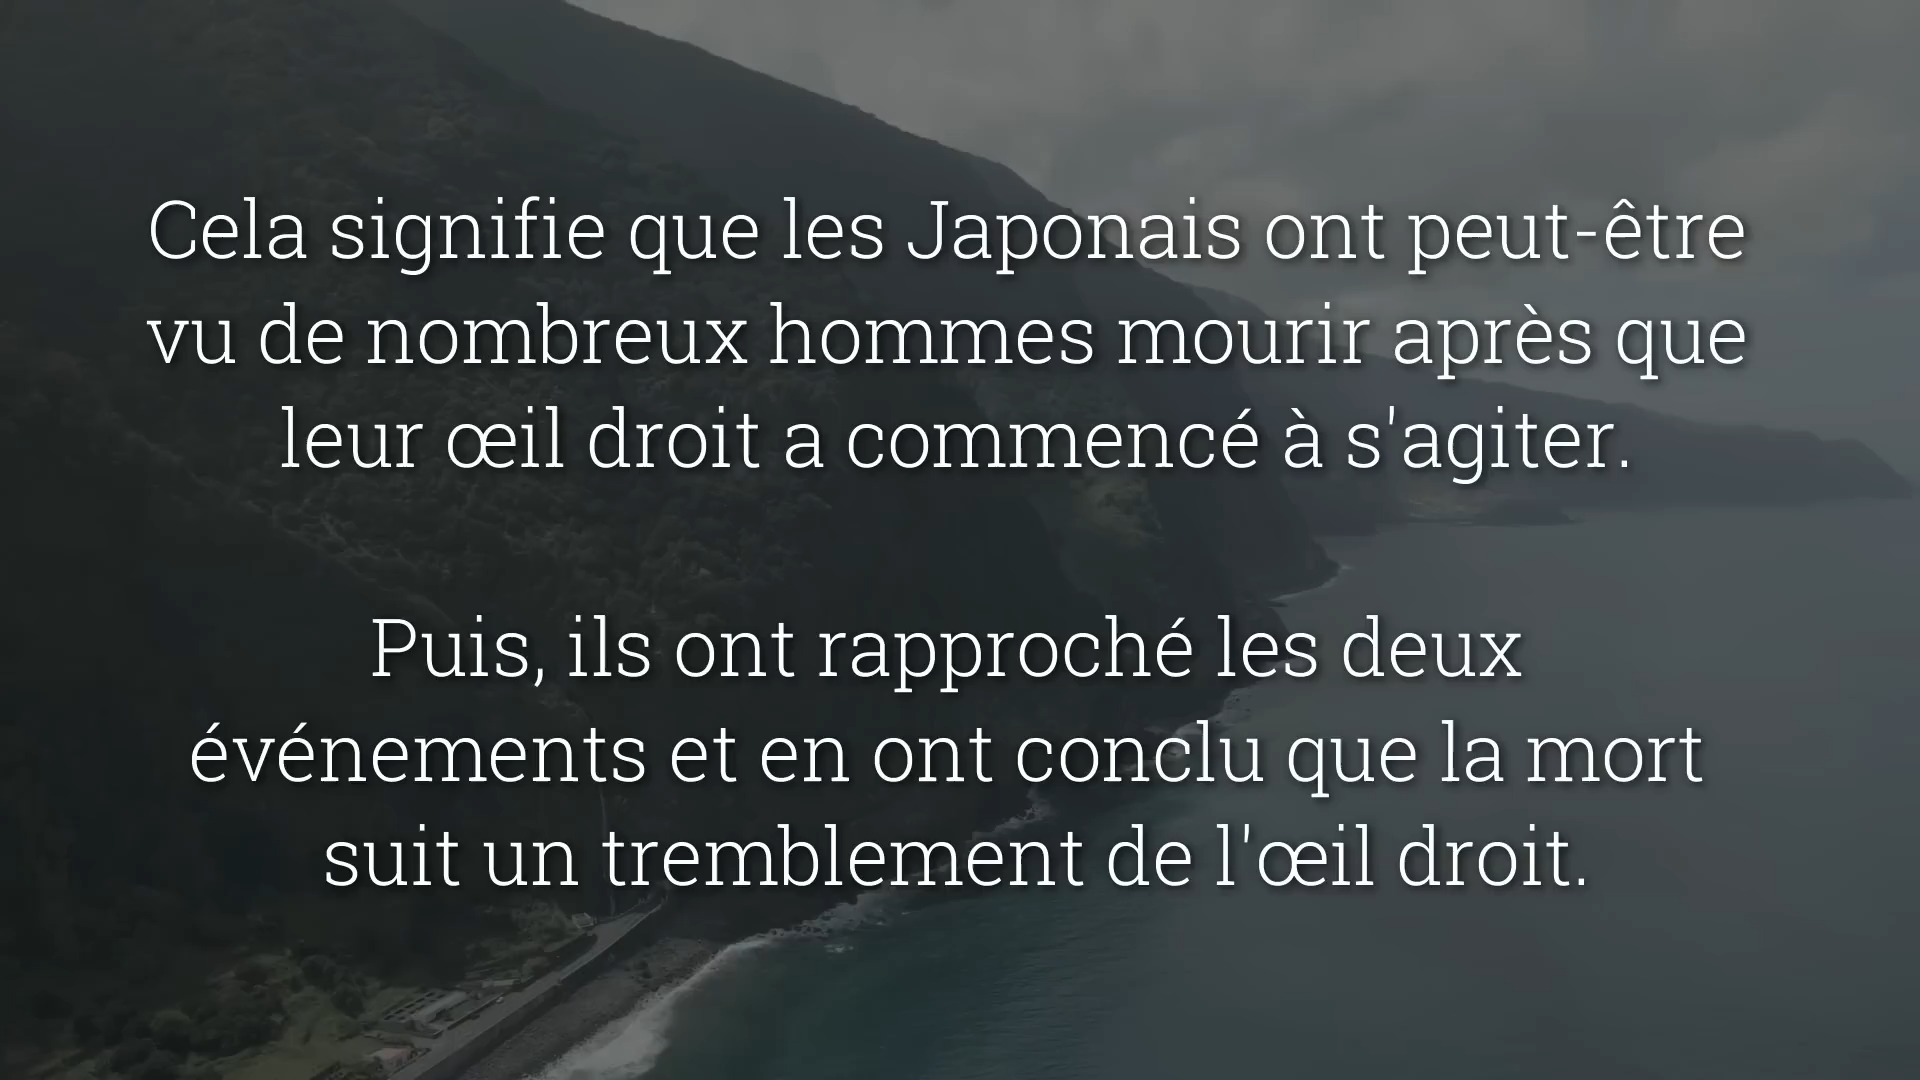 Cela signifie que les Japonais ont peut-être
vu de nombreux hommes mourir après que
leur œil droit a commencé à s'agiter.
Puis, ils ont rapproché les deux
événements et en ont conclu que la mort
suit un tremblement de l'œil droit.